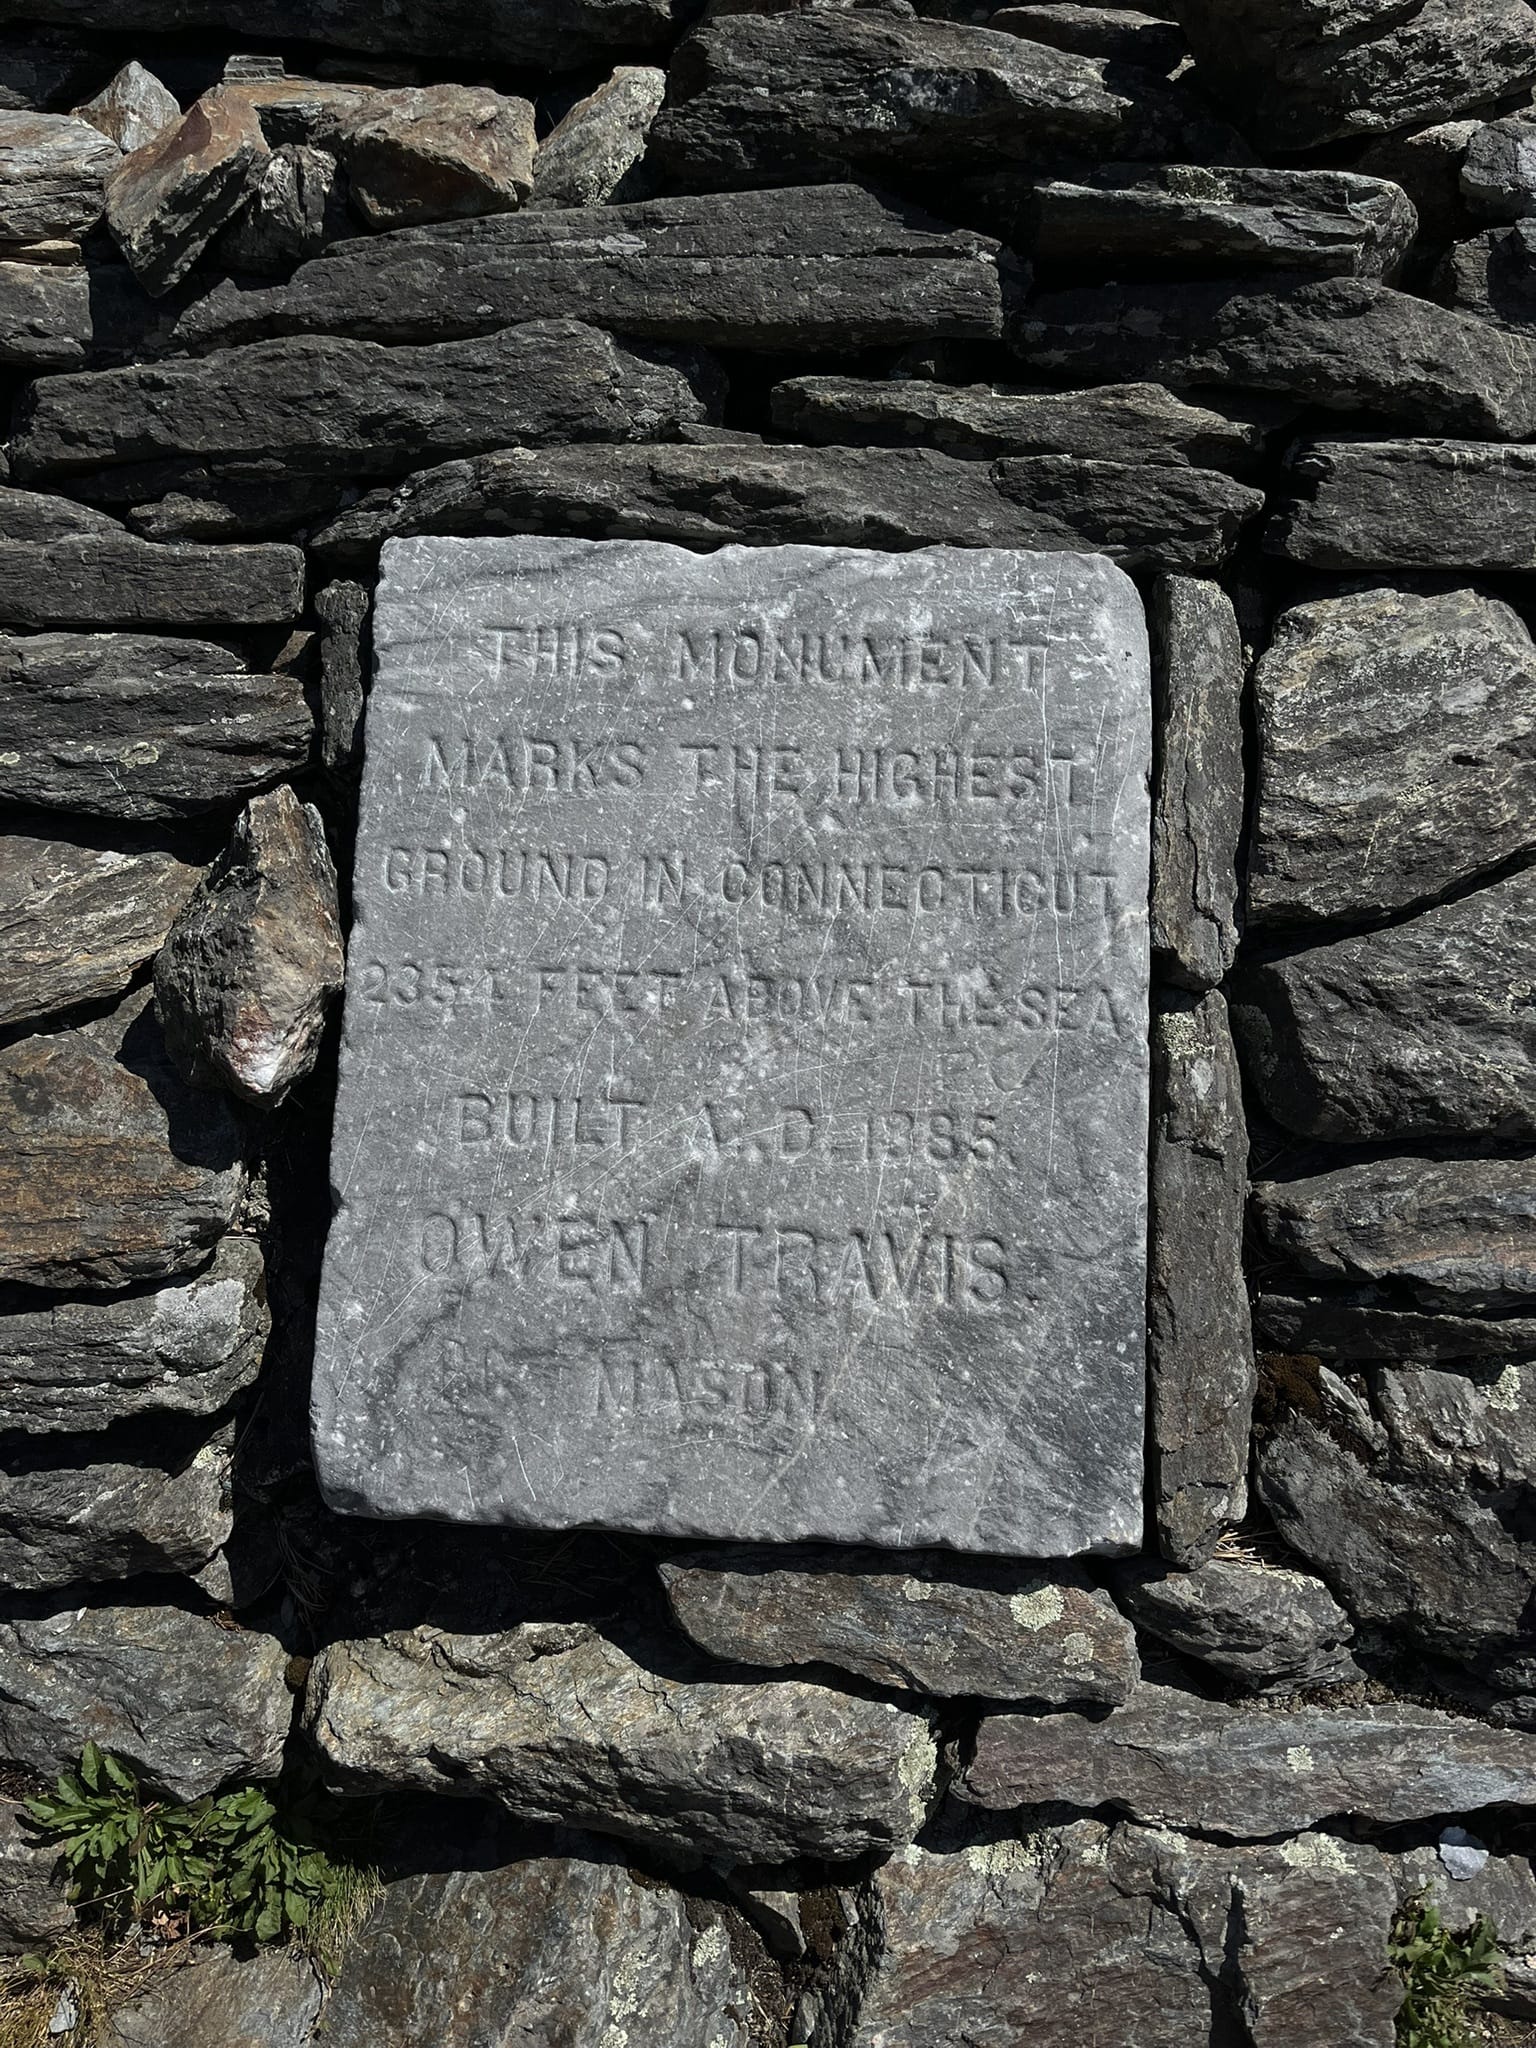 THIS MONUMENT
MARKS THE HIGHEST
GROUND IN CONNECTICUT
2354 FEET ABOVE THE SEA
BUILT A.D. 1885.
OWEN TRAVIS.
MASON